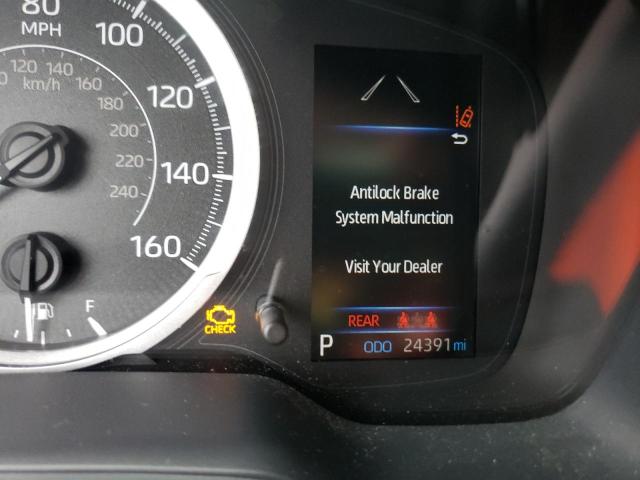 80
MPH
100
120
140
160
120 140
160
km/h
180
200
220
240
F
CHECK
Antilock Brake
System Malfunction
Visit Your Dealer
REAR
P ODO 24391 mi